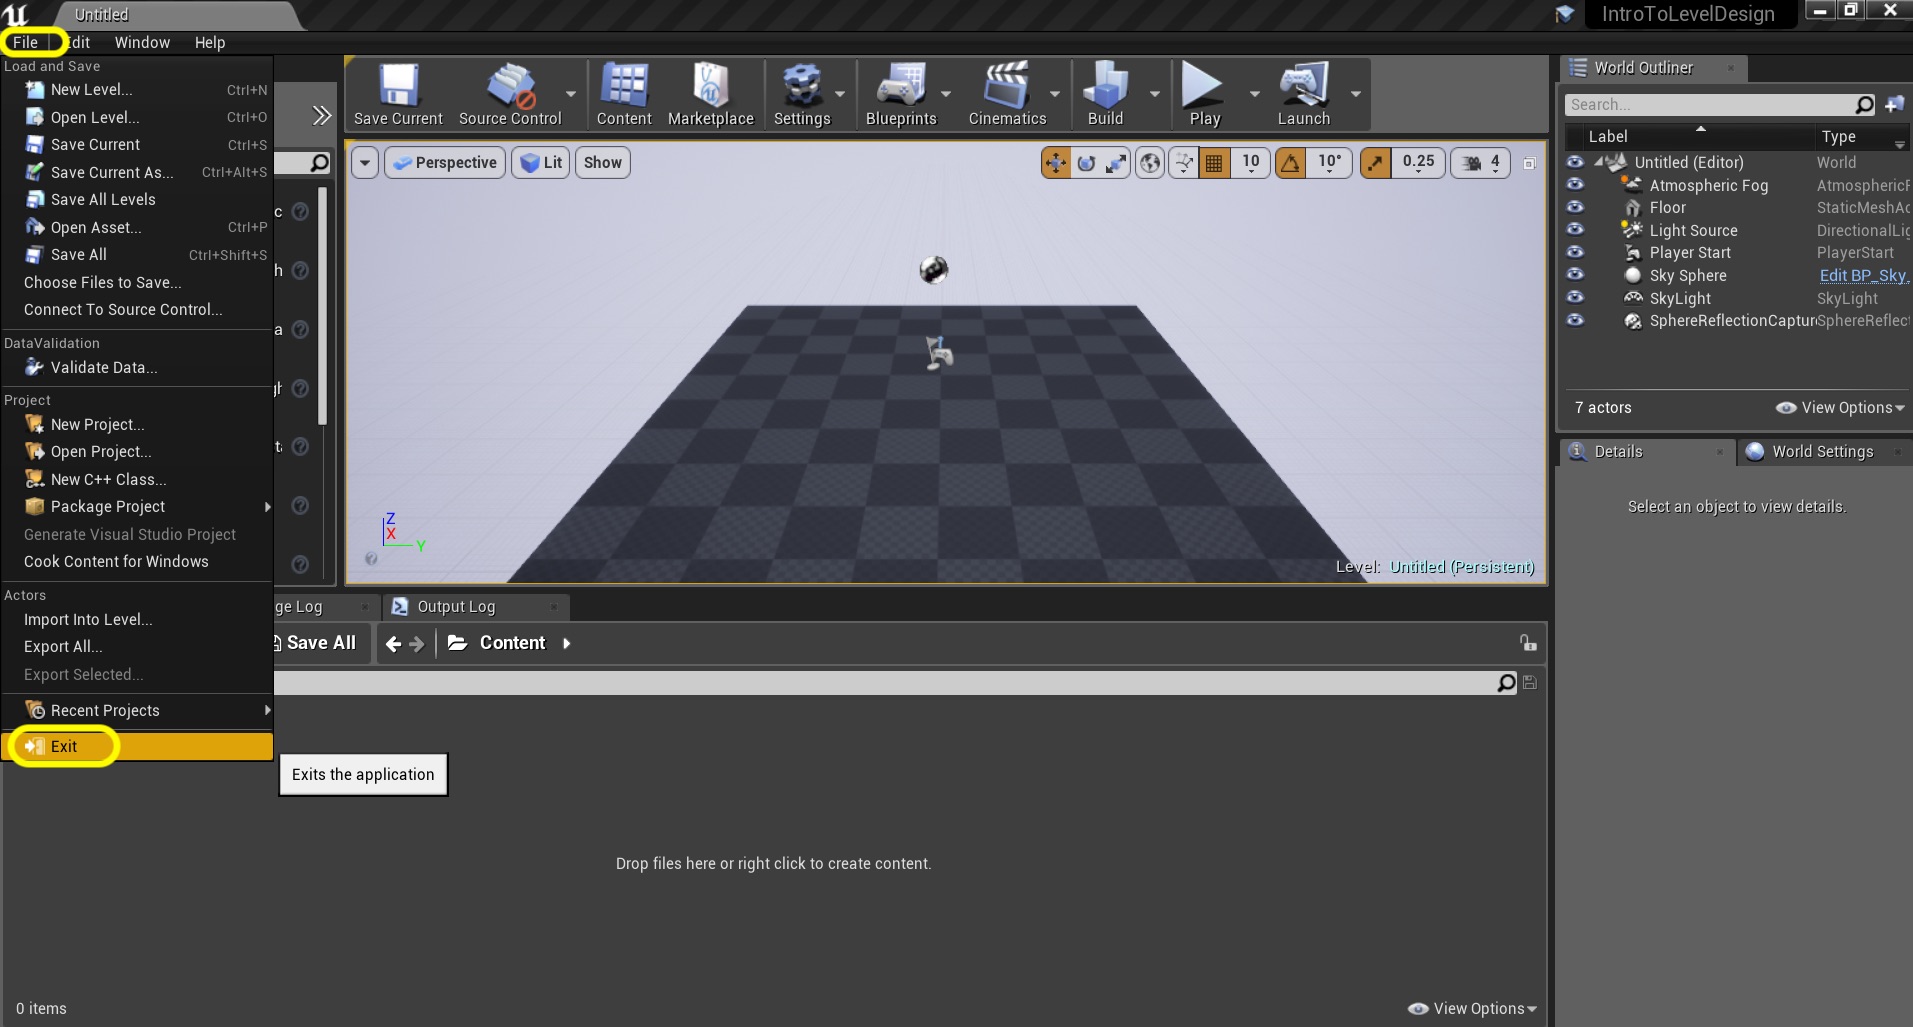 Untitled
IntroToLevelDesign
File Edit Window Help
Load and Save
New Level... Ctrl+N
Open Level... Ctrl+O
Save Current Ctrl+S
Save Current As... Ctrl+Alt+S
Save All Levels
Open Asset... Ctrl+P
Save All Ctrl+Shift+S
Choose Files to Save...
Connect To Source Control...
DataValidation
Validate Data...
Project
New Project...
Open Project...
New C++ Class...
Package Project
Generate Visual Studio Project
Cook Content for Windows
Actors
Import Into Level...
Export All...
Export Selected...
Recent Projects
Exit
Exits the application
Save Current Source Control Content Marketplace Settings Blueprints Cinematics Build Play Launch
Perspective Lit Show 10 10° 0.25 4
Z
X
Y
Level: Untitled (Persistent)
ge Log Output Log
Save All Content
Drop files here or right click to create content.
0 items View Options
World Outliner
Search...
Label Type
Untitled (Editor) World
Atmospheric Fog AtmosphericF
Floor StaticMeshAc
Light Source DirectionalLig
Player Start PlayerStart
Sky Sphere Edit BP_Sky_
SkyLight SkyLight
SphereReflectionCaptur SphereReflect
7 actors View Options
Details World Settings
Select an object to view details.